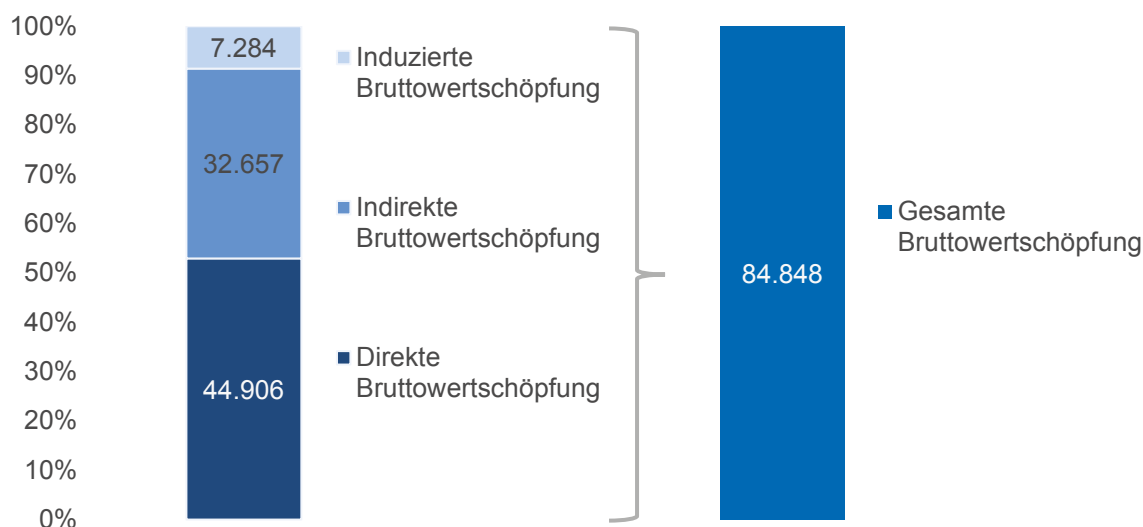 100%
90%
80%
70%
60%
50%
40%
30%
20%
10%
0%
7.284
32.657
44.906
Induzierte
Bruttowertschöpfung
Indirekte
Bruttowertschöpfung
Direkte
Bruttowertschöpfung
84.848
Gesamte
Bruttowertschöpfung